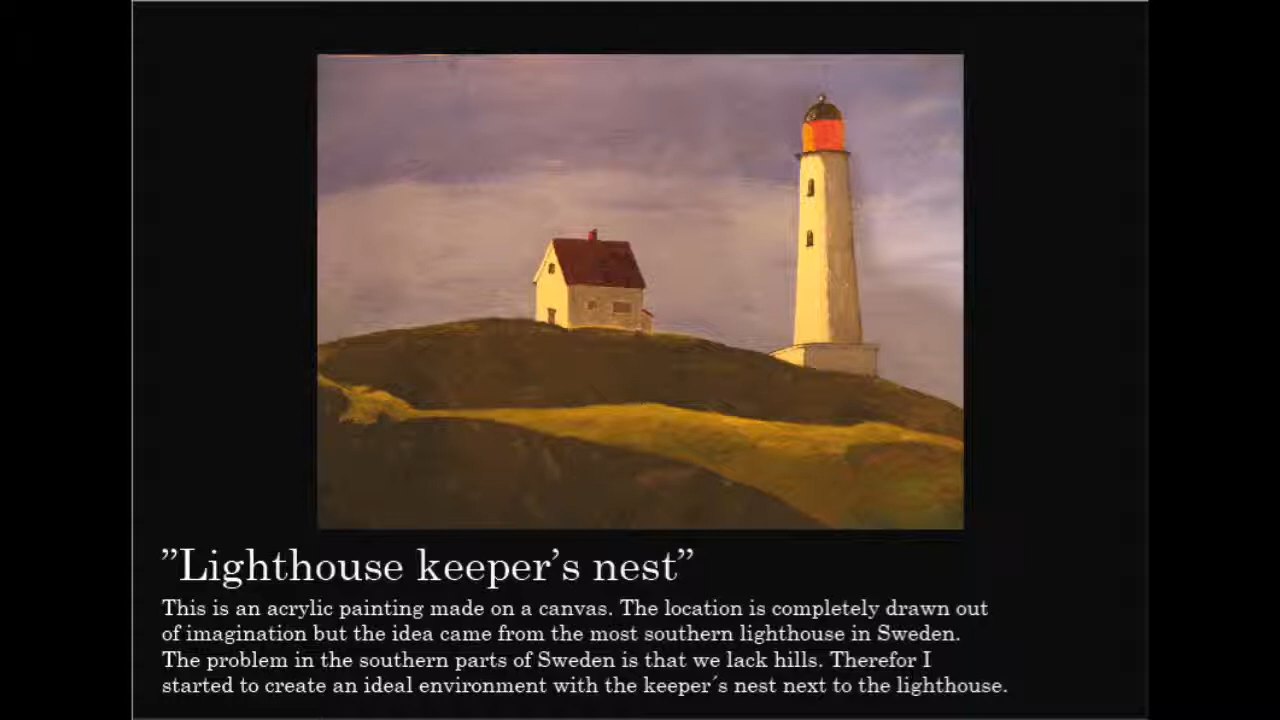 ”Lighthouse keeper’s nest”
This is an acrylic painting made on a canvas. The location is completely drawn out
of imagination but the idea came from the most southern lighthouse in Sweden.
The problem in the southern parts of Sweden is that we lack hills. Therefor I
started to create an ideal environment with the keeper´s nest next to the lighthouse.